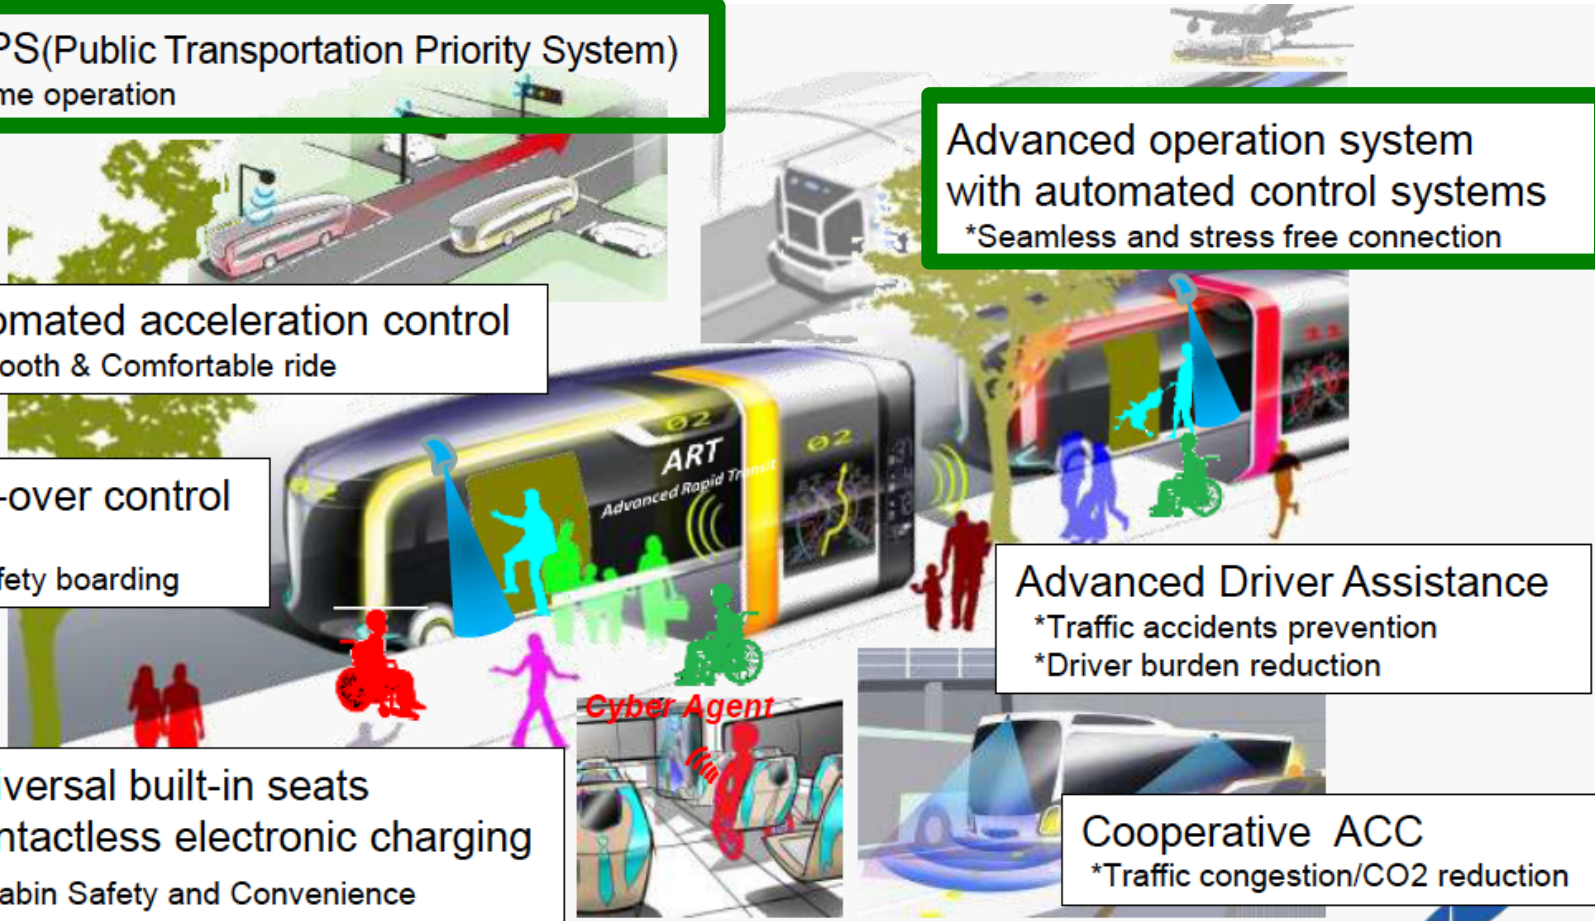 PS(Public Transportation Priority System)
me operation
Advanced operation system
with automated control systems
*Seamless and stress free connection
omated acceleration control
ooth & Comfortable ride
02
ART
Advanced Rapid Transit
02
02
11
-over control
fety boarding
Advanced Driver Assistance
*Traffic accidents prevention
*Driver burden reduction
Cyber Agent
iversal built-in seats
ntactless electronic charging
abin Safety and Convenience
Cooperative ACC
*Traffic congestion/CO2 reduction